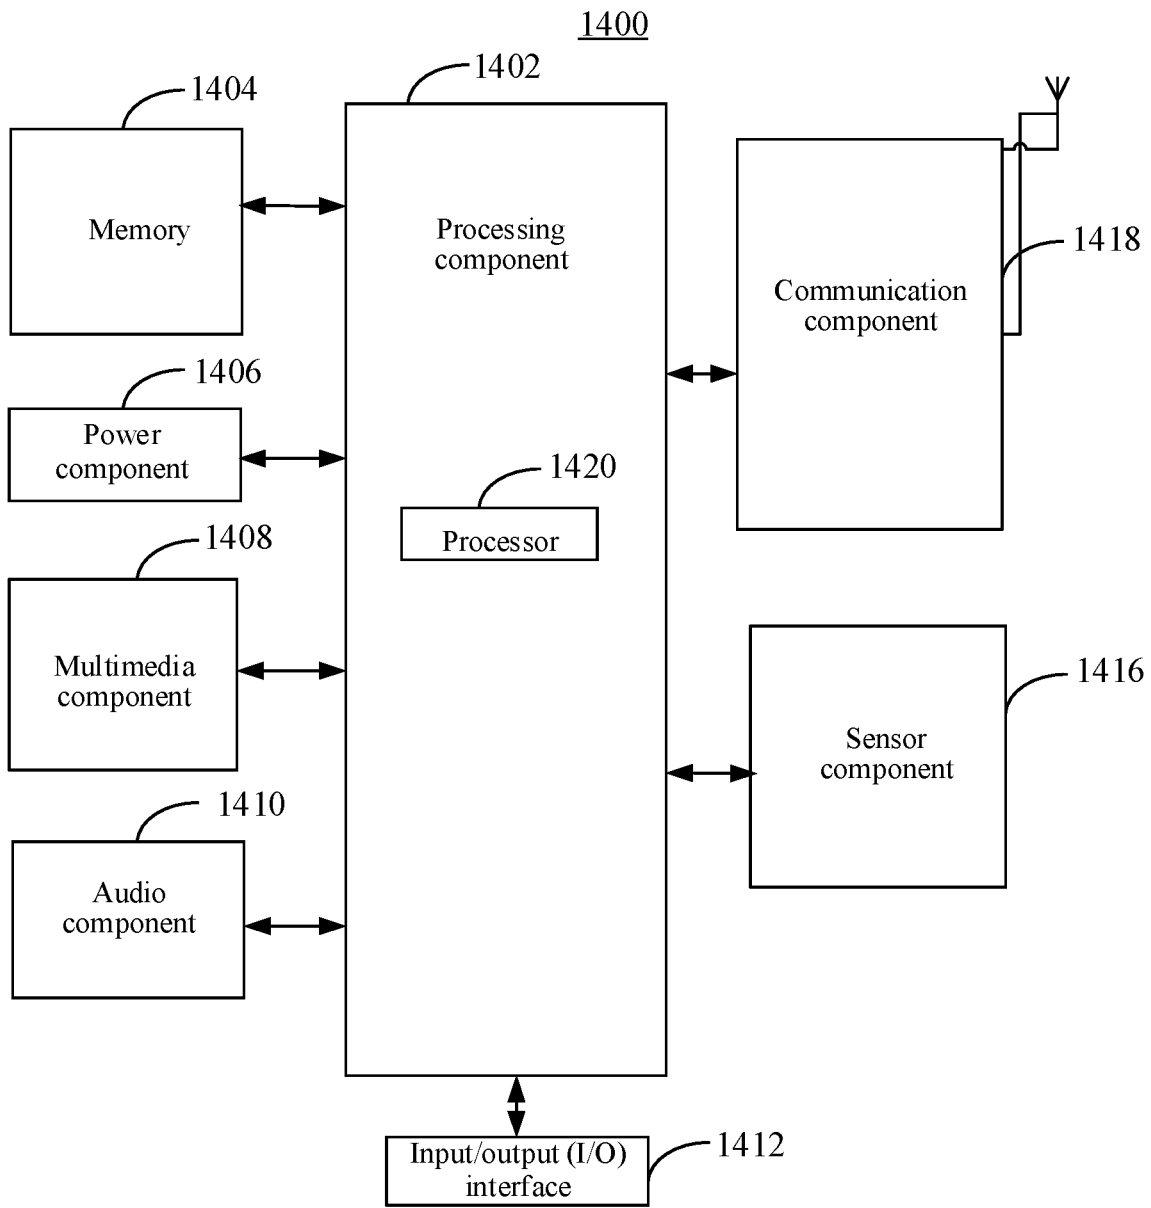 1400
1402
1404
Memory
Processing
component
1418
Communication
component
1406
Power
component
1420
Processor
1408
Multimedia
component
1416
Sensor
component
1410
Audio
component
1412
Input/output (I/O)
interface